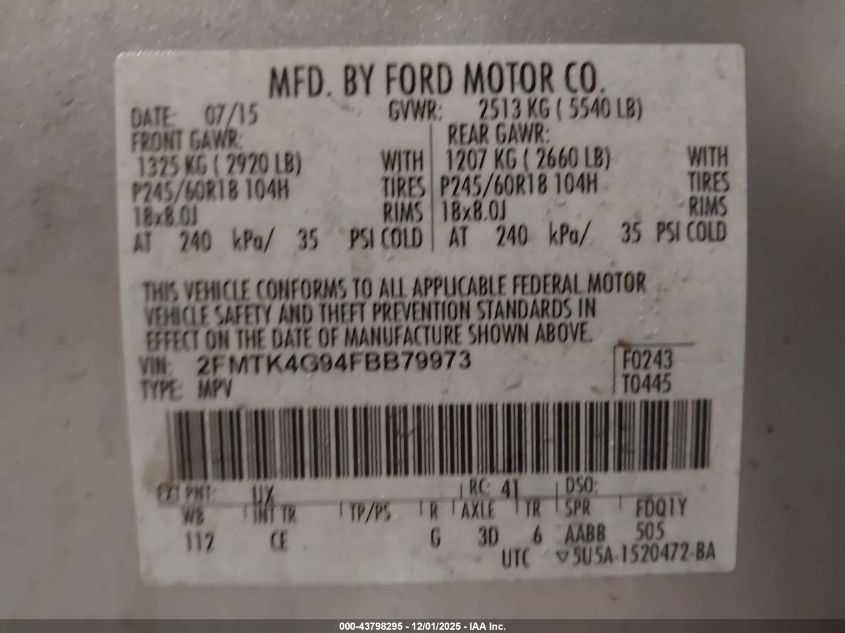 MFD. BY FORD MOTOR CO.
DATE: 07/15 GVWR: 2513 KG ( 5540 LB)
FRONT GAWR: REAR GAWR:
1325 KG ( 2920 LB) WITH 1207 KG ( 2660 LB) WITH
P245/60R18 104H TIRES P245/60R18 104H TIRES
18x8.0J RIMS 18x8.0J RIMS
AT 240 kPa/ 35 PSI COLD AT 240 kPa/ 35 PSI COLD
THIS VEHICLE CONFORMS TO ALL APPLICABLE FEDERAL MOTOR
VEHICLE SAFETY AND THEFT PREVENTION STANDARDS IN
EFFECT ON THE DATE OF MANUFACTURE SHOWN ABOVE.
VIN: 2FMTK4G94FBB79973 F0243
TYPE: MPV T0445
EXT PNT: UX RC: 41 DSO:
WB INT TR TP/PS R AXLE TR SPR FDQ1Y
112 CE G 3D 6 AABB 505
UTC ▽5U5A-1520472-BA
000-43798295 - 12/01/2025 - IAA Inc.